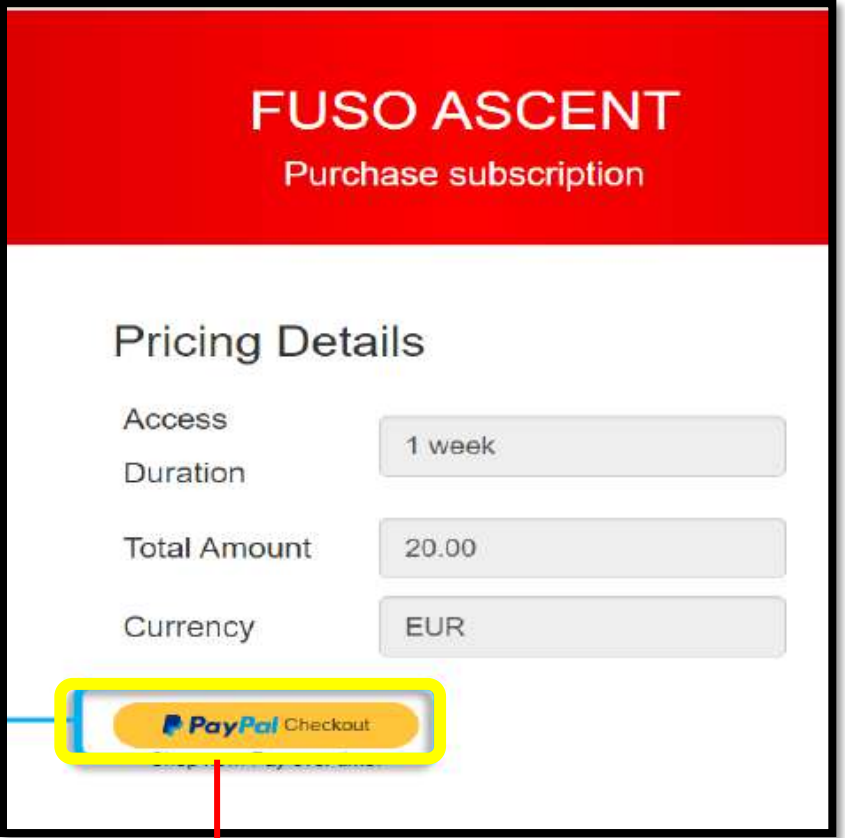 FUSO ASCENT
Purchase subscription
Pricing Details
Access
Duration
1 week
Total Amount
20.00
Currency
EUR
PayPal Checkout